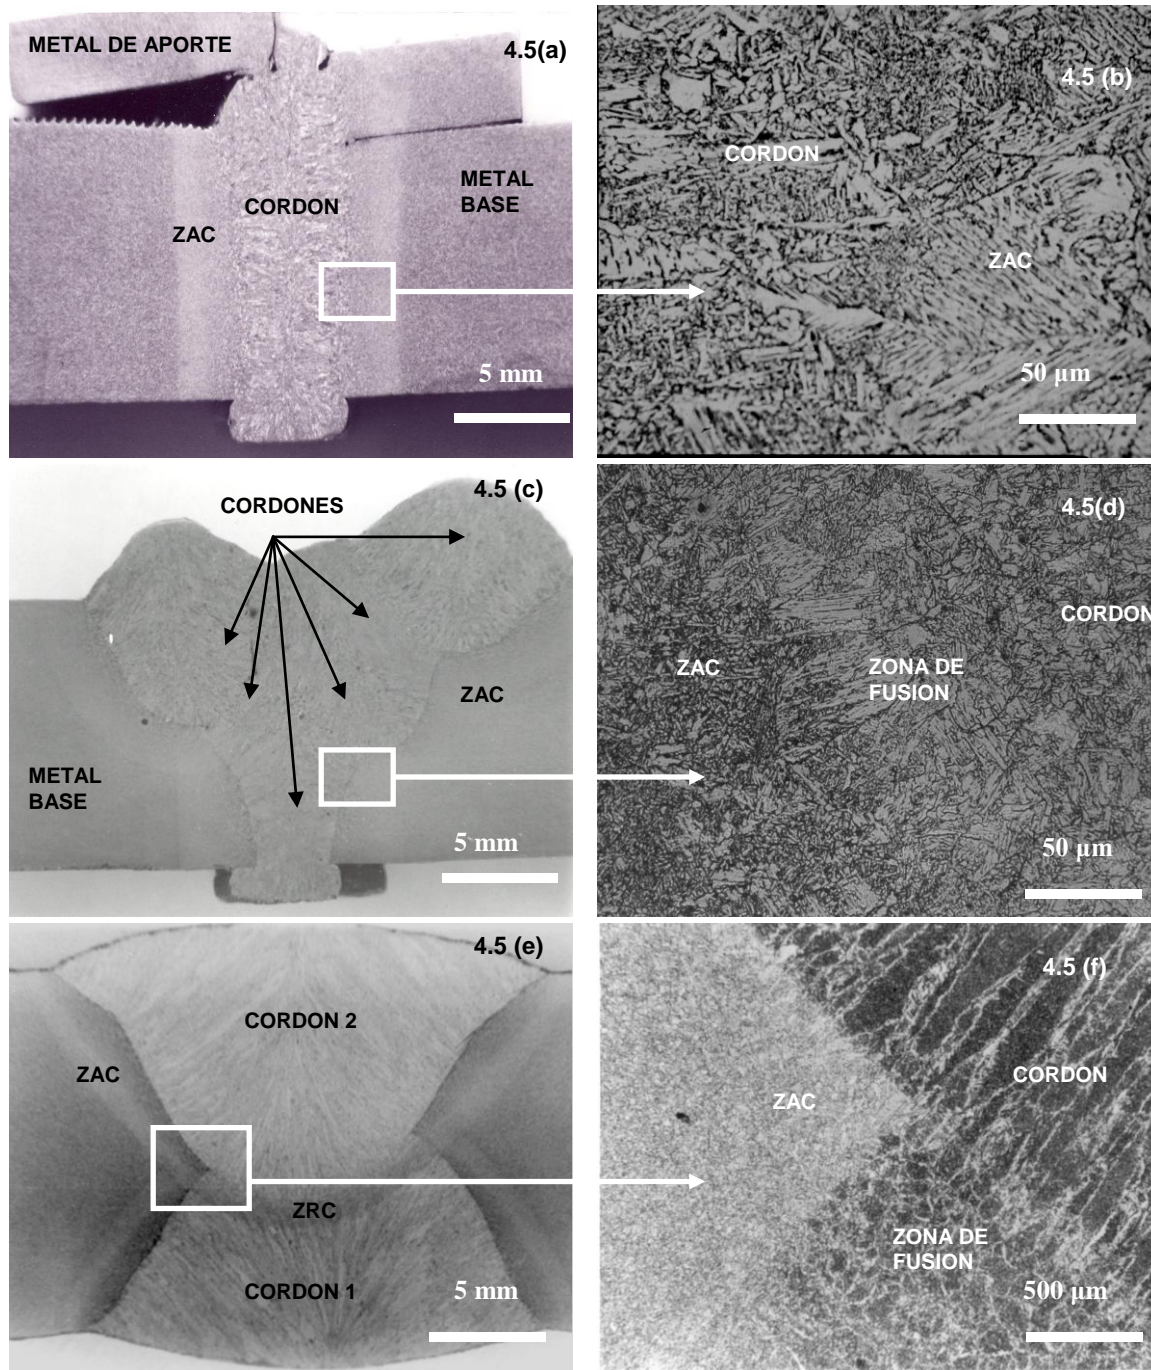 METAL DE APORTE
4.5(a)
CORDON
METAL
BASE
ZAC
5 mm
4.5 (b)
CORDON
ZAC
50 µm
4.5 (c)
CORDONES
ZAC
METAL
BASE
5 mm
4.5(d)
CORDON
ZAC
ZONA DE
FUSION
50 µm
4.5 (e)
CORDON 2
ZAC
ZRC
CORDON 1
5 mm
4.5 (f)
CORDON
ZAC
ZONA DE
FUSION
500 µm